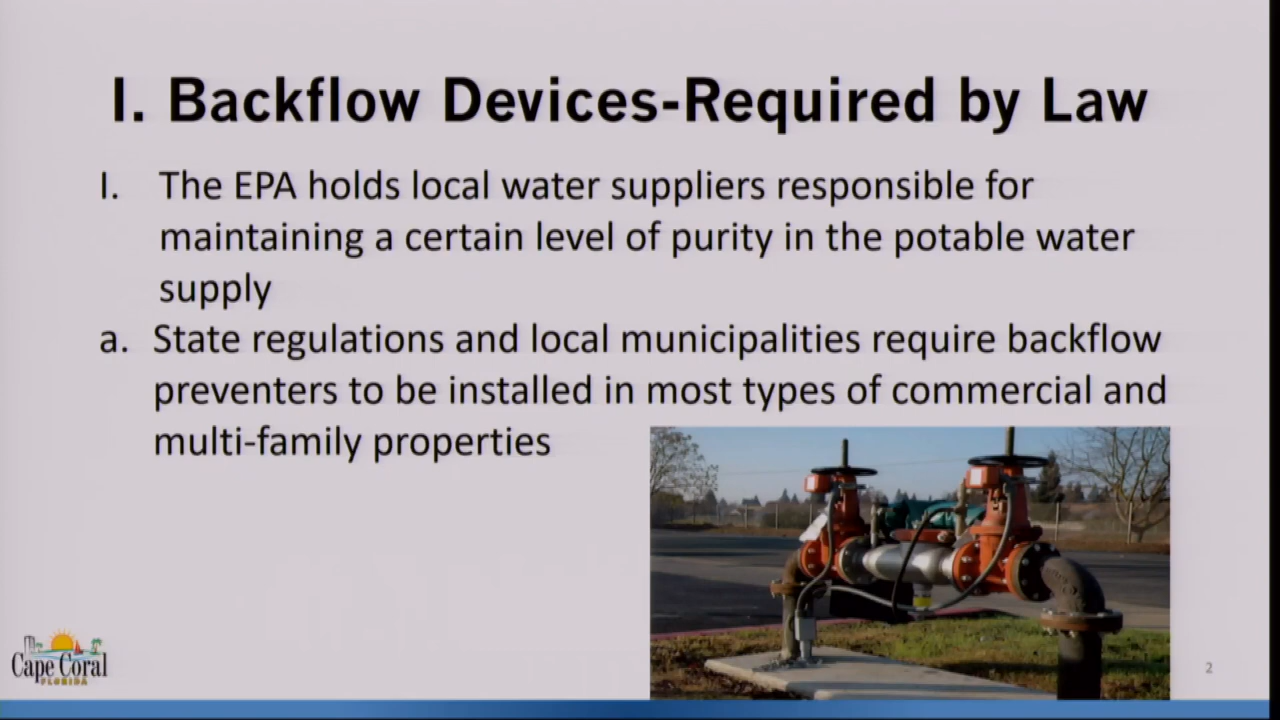 I. Backflow Devices-Required by Law
I. The EPA holds local water suppliers responsible for
maintaining a certain level of purity in the potable water
supply
a. State regulations and local municipalities require backflow
preventers to be installed in most types of commercial and
multi-family properties
Cape Coral
FLORIDA
2